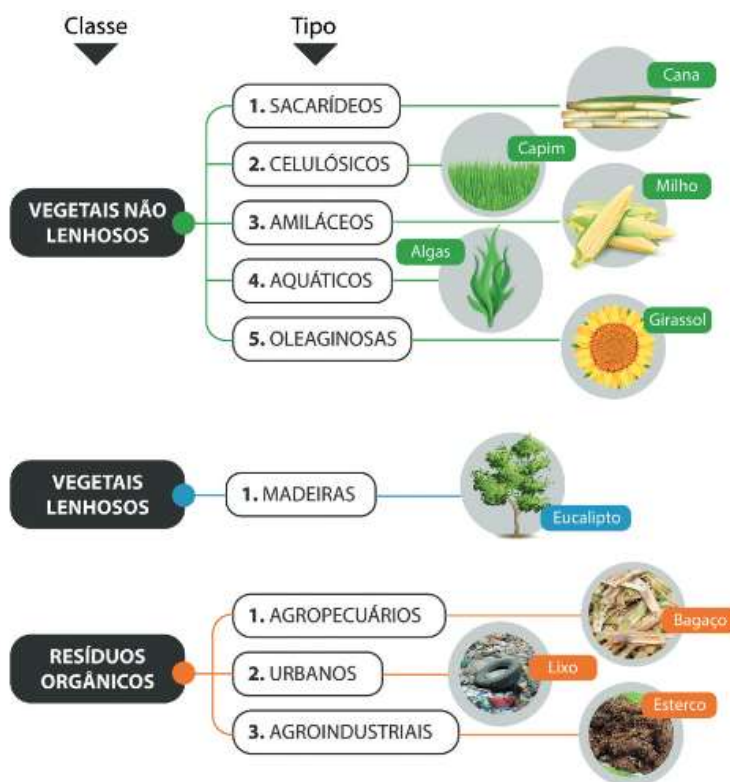 Classe
Tipo
VEGETAIS NÃO
LENHOSOS
1. SACARÍDEOS
Cana
2. CELULÓSICOS
Capim
3. AMILÁCEOS
Milho
4. AQUÁTICOS
Algas
5. OLEAGINOSAS
Girassol
VEGETAIS
LENHOSOS
1. MADEIRAS
Eucalipto
RESÍDUOS
ORGÂNICOS
1. AGROPECUÁRIOS
Bagaço
2. URBANOS
Lixo
3. AGROINDUSTRIAIS
Esterco